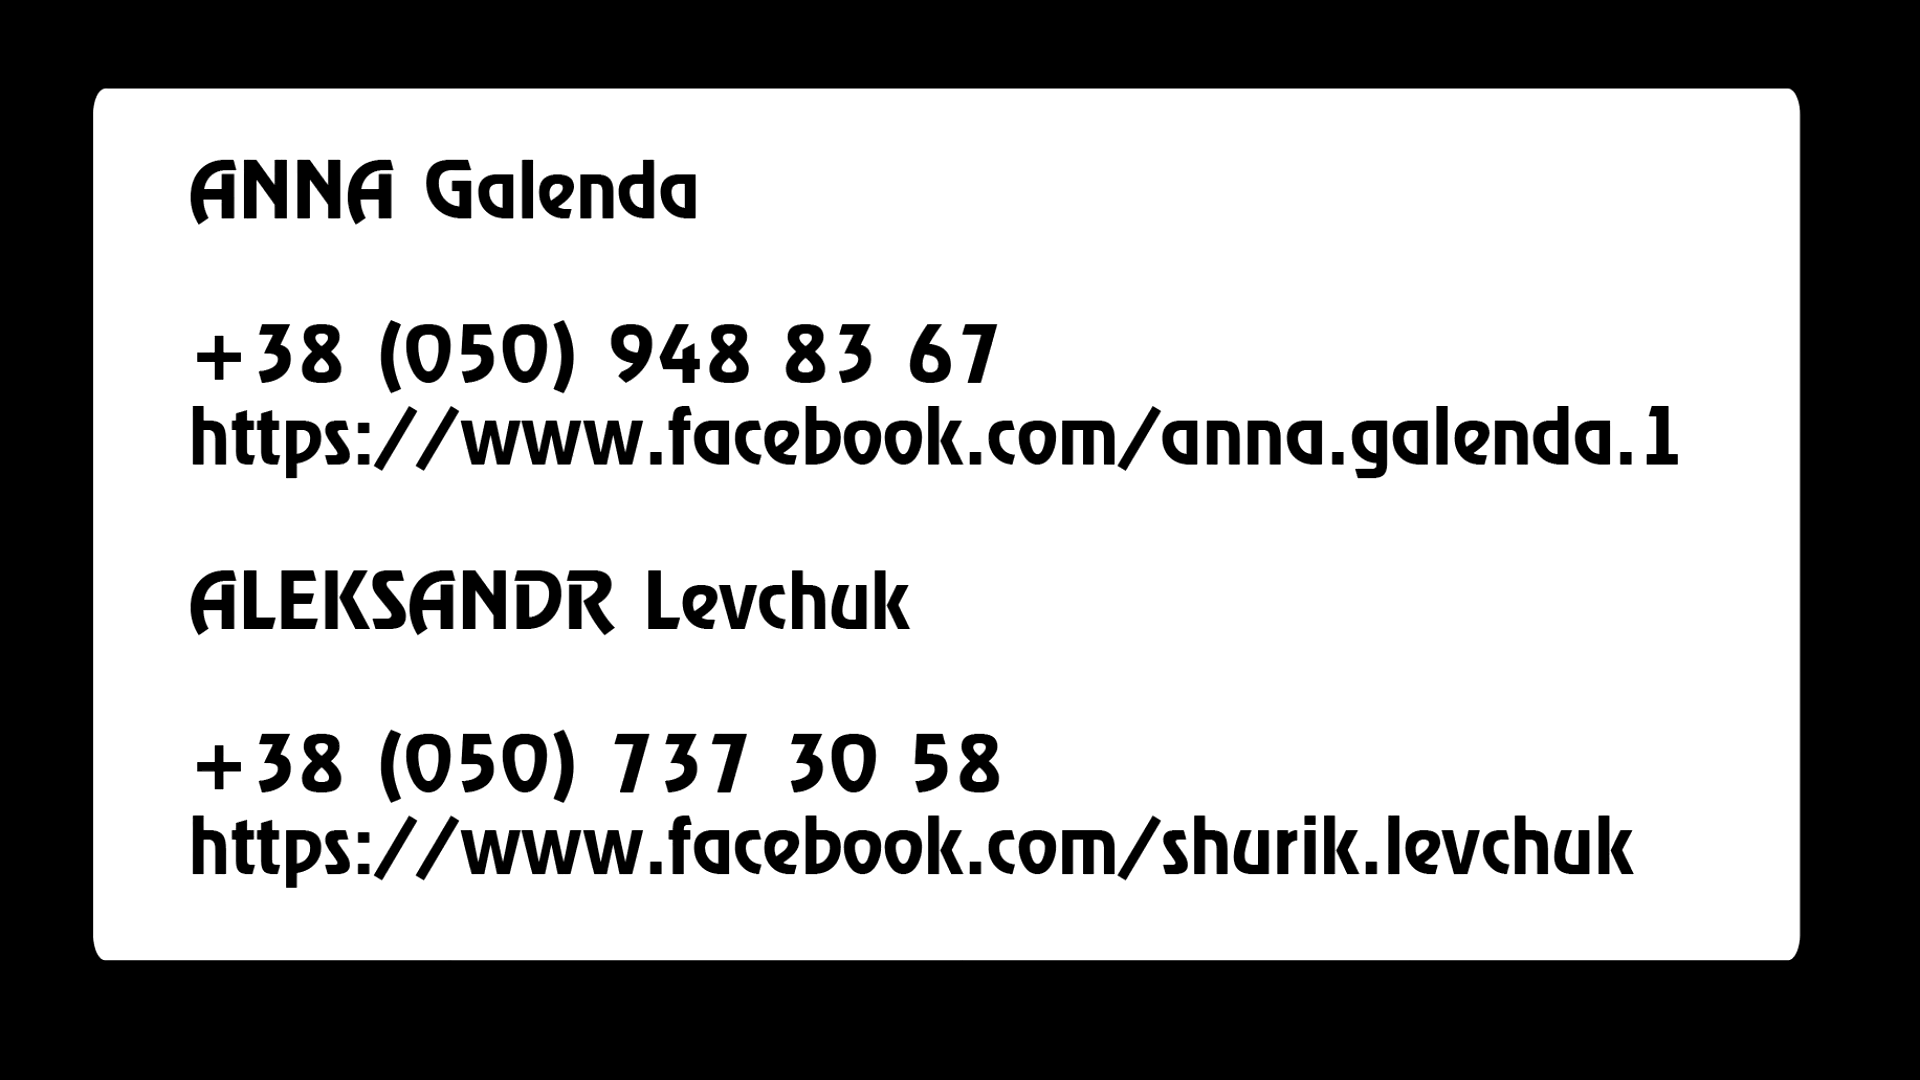 ANNA Galenda
+38 (050) 948 83 67
https://www.facebook.com/anna.galenda.1
ALEKSANDR Levchuk
+38 (050) 737 30 58
https://www.facebook.com/shurik.levchuk